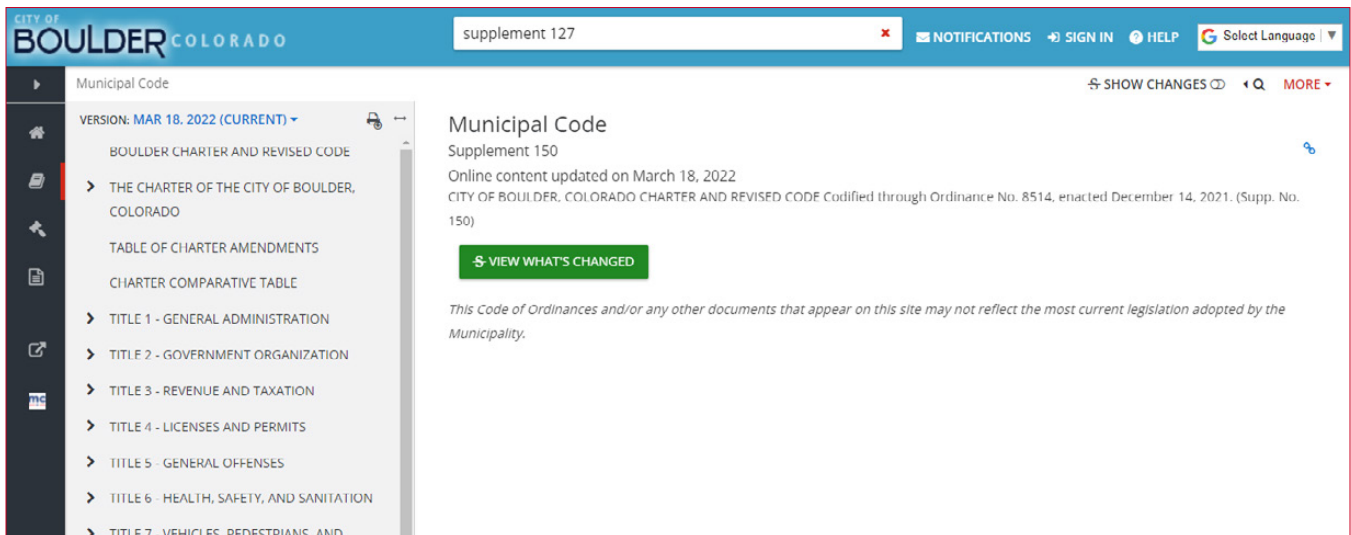 CITY OF
BOULDER COLORADO
supplement 127
NOTIFICATIONS SIGN IN HELP Select Language
Municipal Code
SHOW CHANGES MORE
VERSION: MAR 18. 2022 (CURRENT)
BOULDER CHARTER AND REVISED CODE
THE CHARTER OF THE CITY OF BOULDER,
COLORADO
TABLE OF CHARTER AMENDMENTS
CHARTER COMPARATIVE TABLE
TITLE 1 - GENERAL ADMINISTRATION
TITLE 2 - GOVERNMENT ORGANIZATION
TITLE 3 - REVENUE AND TAXATION
TITLE 4 - LICENSES AND PERMITS
TITLE 5 - GENERAL OFFENSES
TITLE 6 - HEALTH, SAFETY, AND SANITATION
TITLE 7 - VEHICLES, PEDESTRIANS, AND
mc
Municipal Code
Supplement 150
Online content updated on March 18, 2022
CITY OF BOULDER, COLORADO CHARTER AND REVISED CODE Codified through Ordinance No. 8514, enacted December 14, 2021. (Supp. No.
150)
VIEW WHAT'S CHANGED
This Code of Ordinances and/or any other documents that appear on this site may not reflect the most current legislation adopted by the
Municipality.